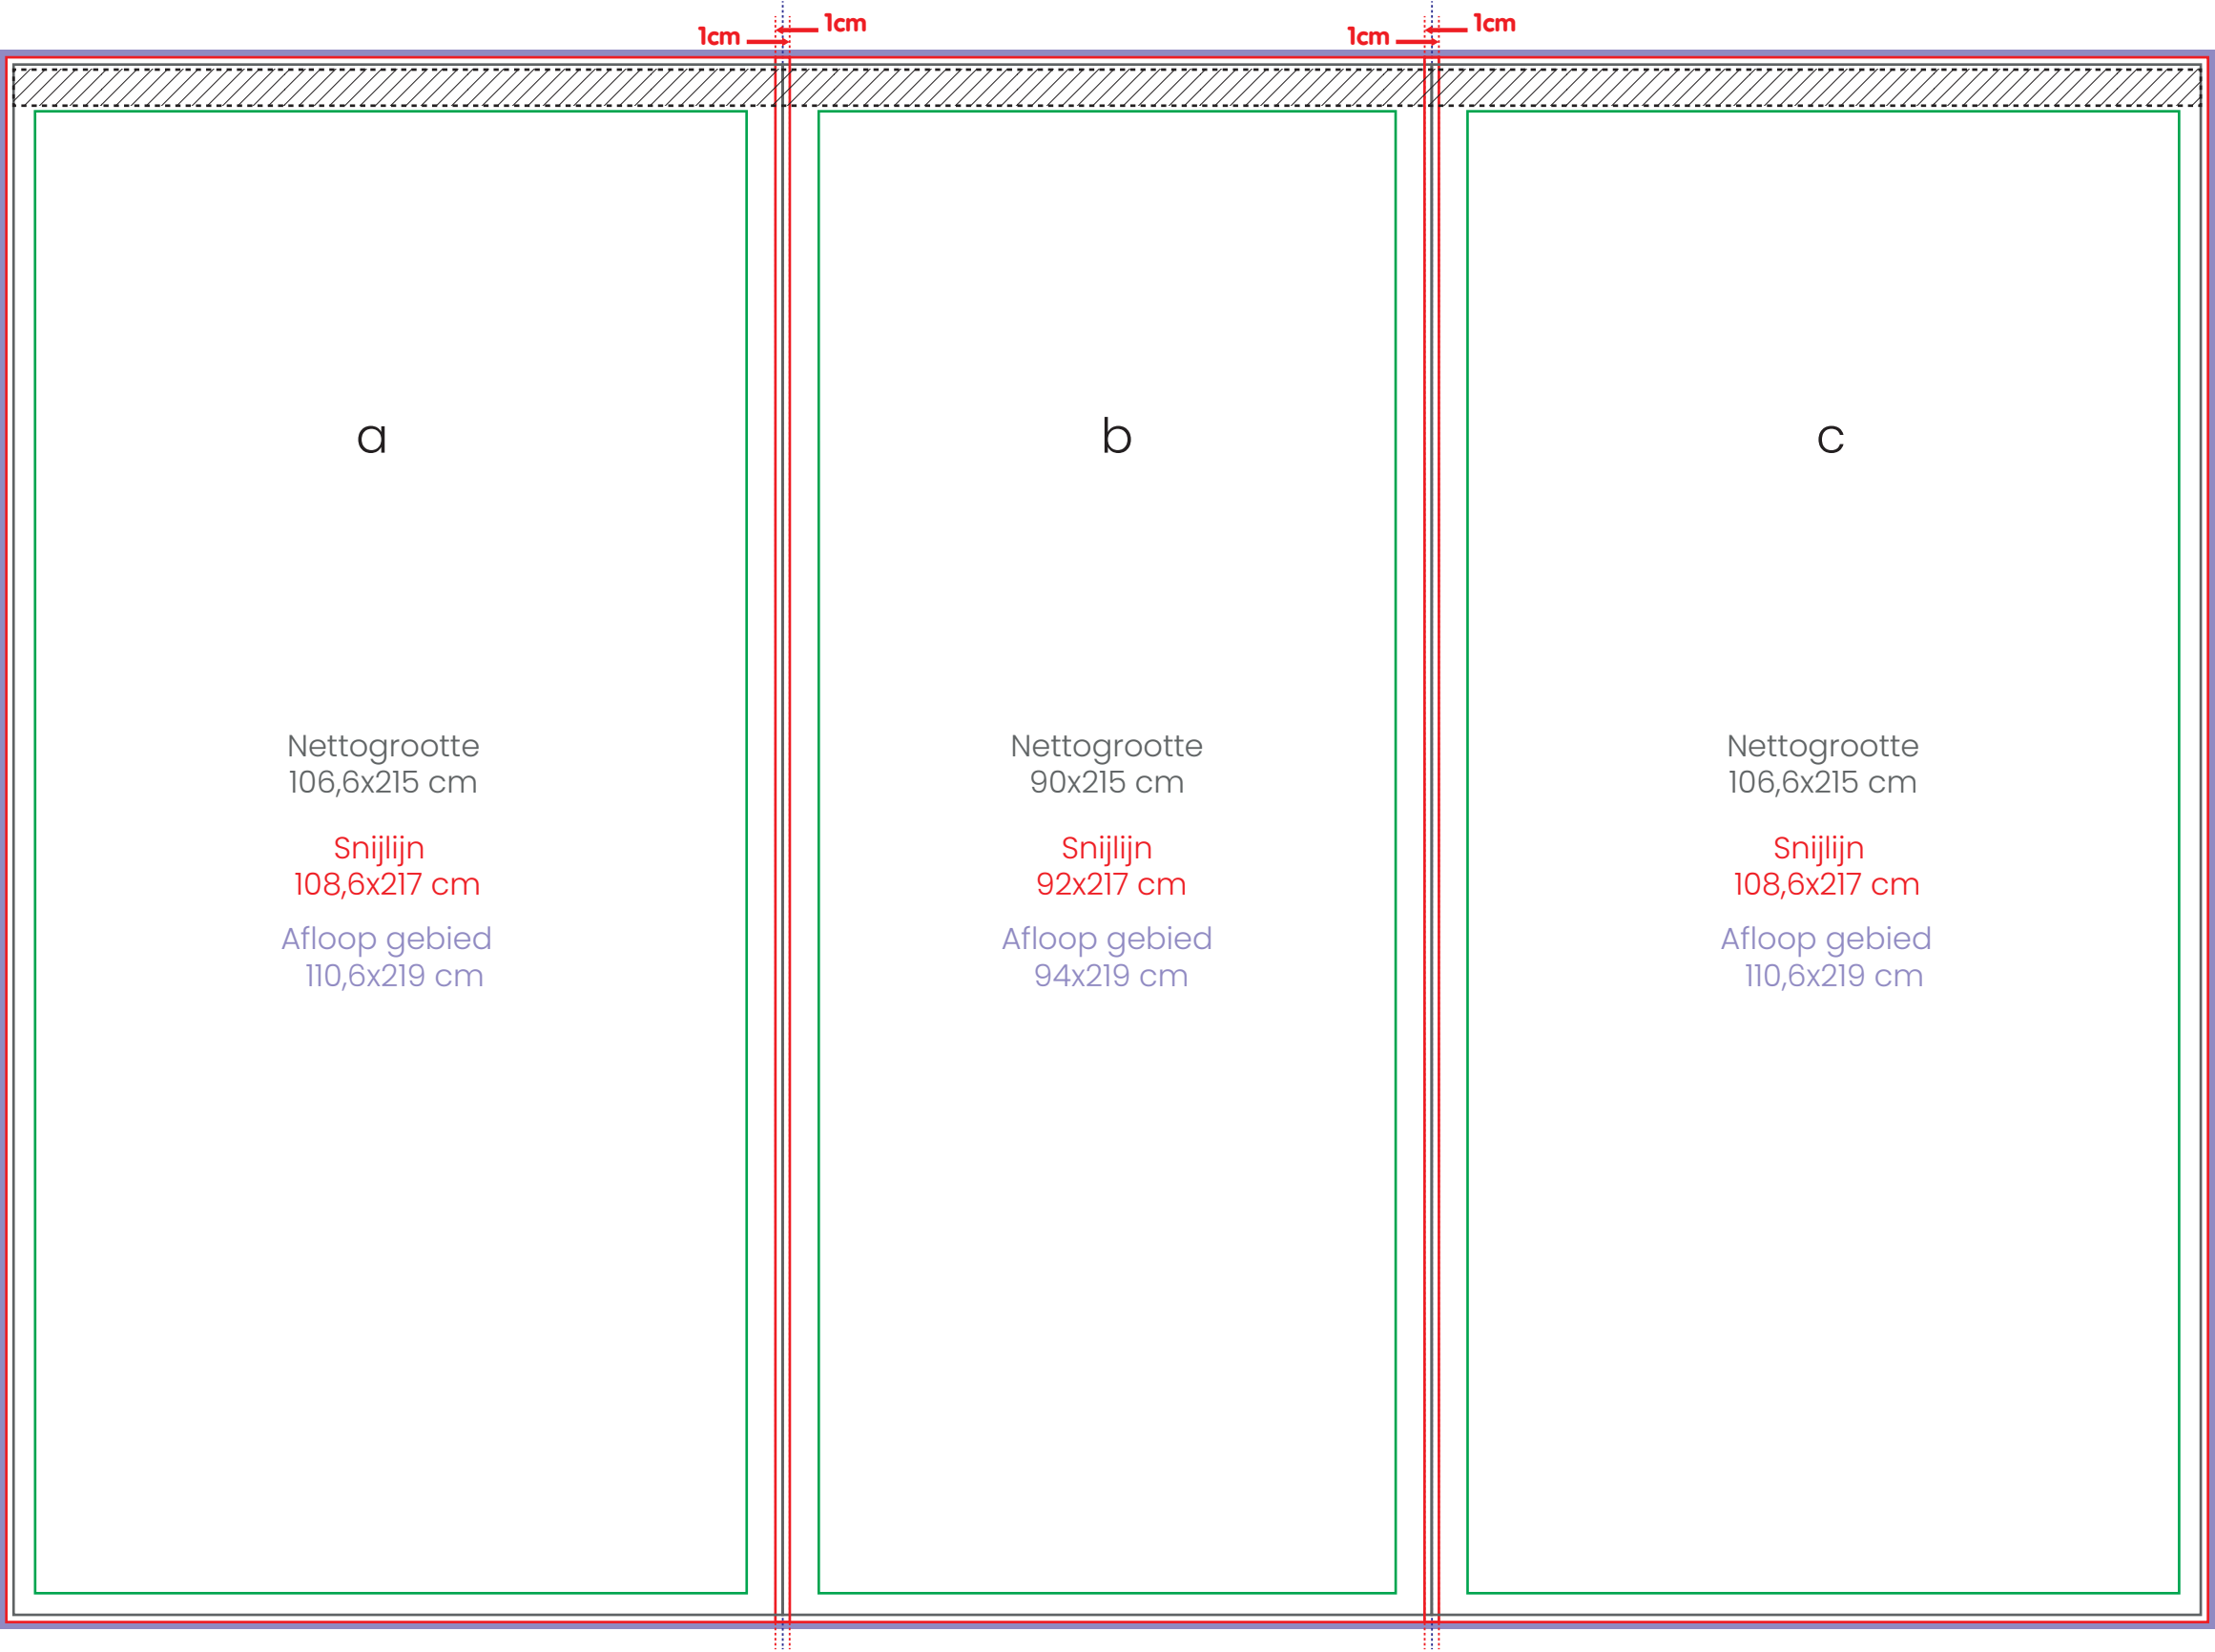 1cm
1cm
1cm
1cm
a
b
c
Nettogrootte
106,6x215 cm
Snijlijn
108,6x217 cm
Afloop gebied
110,6x219 cm
Nettogrootte
90x215 cm
Snijlijn
92x217 cm
Afloop gebied
94x219 cm
Nettogrootte
106,6x215 cm
Snijlijn
108,6x217 cm
Afloop gebied
110,6x219 cm